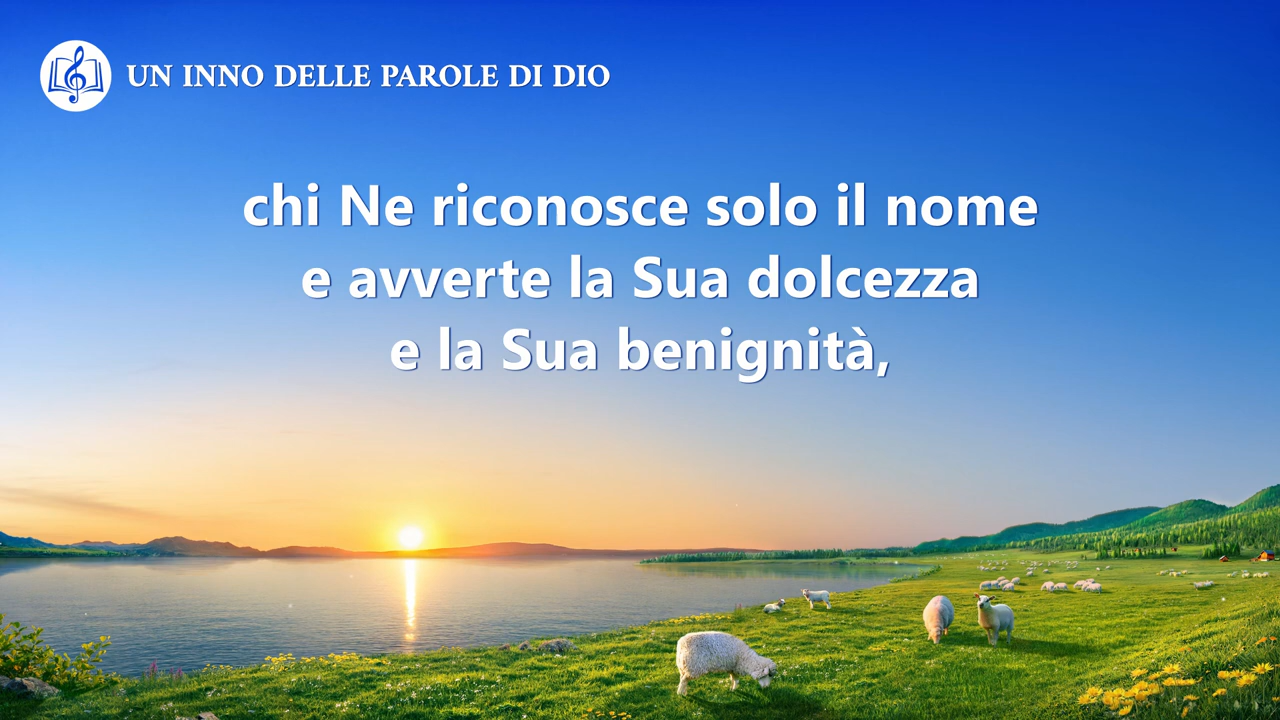 UN INNO DELLE PAROLE DI DIO
chi Ne riconosce solo il nome
e avverte la Sua dolcezza
e la Sua benignità,